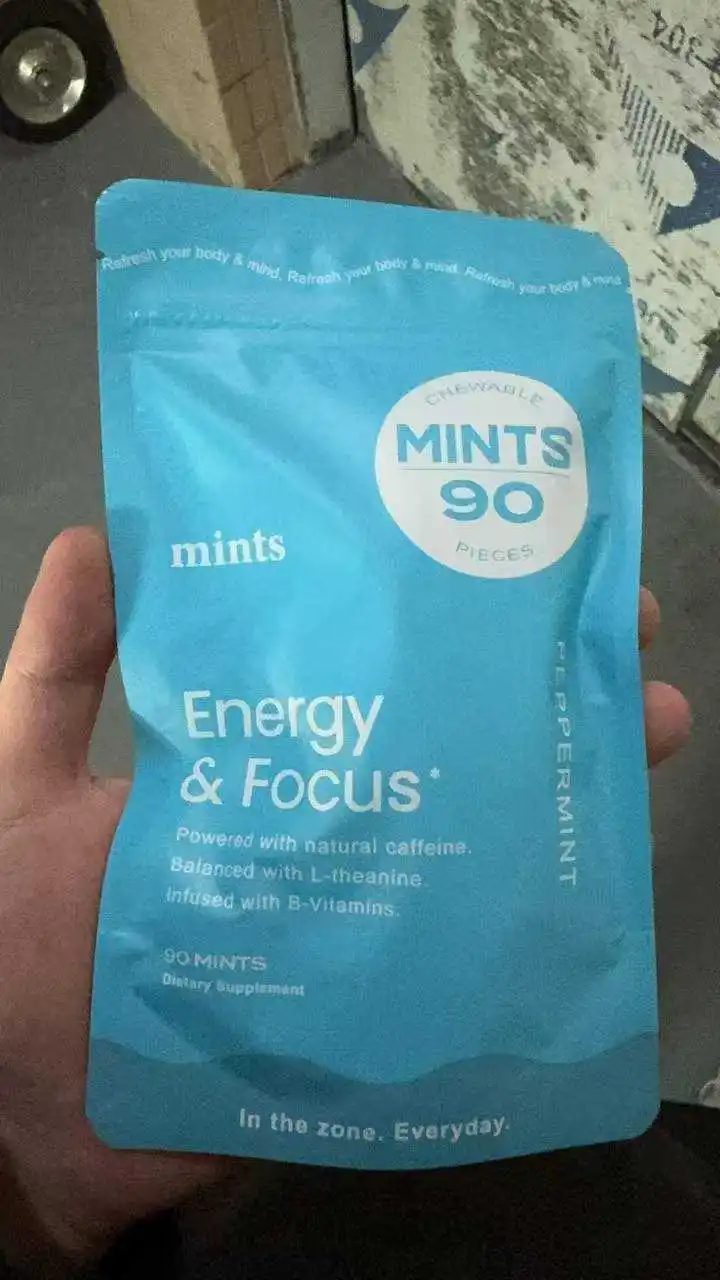 Refresh your body & mind. Refresh your body & mind. Refresh your body & mind.
CHEWABLE
MINTS
90
PIECES
mints
PEPPERMINT
Energy
& Focus*
Powered with natural caffeine.
Balanced with L-theanine.
Infused with B-Vitamins.
90 MINTS
Dietary Supplement
In the zone. Everyday.